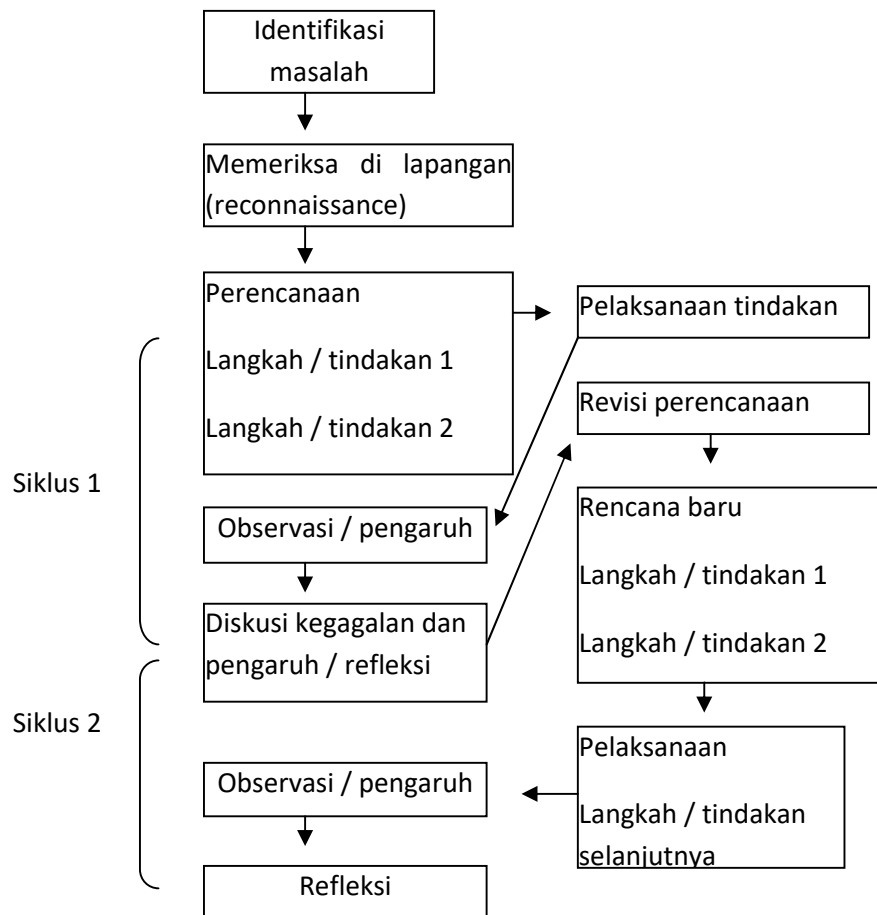 Identifikasi
masalah
Memeriksa di lapangan
(reconnaissance)
Perencanaan
Langkah / tindakan 1
Langkah / tindakan 2
Pelaksanaan tindakan
Siklus 1
Observasi / pengaruh
Diskusi kegagalan dan
pengaruh / refleksi
Revisi perencanaan
Rencana baru
Langkah / tindakan 1
Langkah / tindakan 2
Siklus 2
Pelaksanaan
Langkah / tindakan
selanjutnya
Observasi / pengaruh
Refleksi